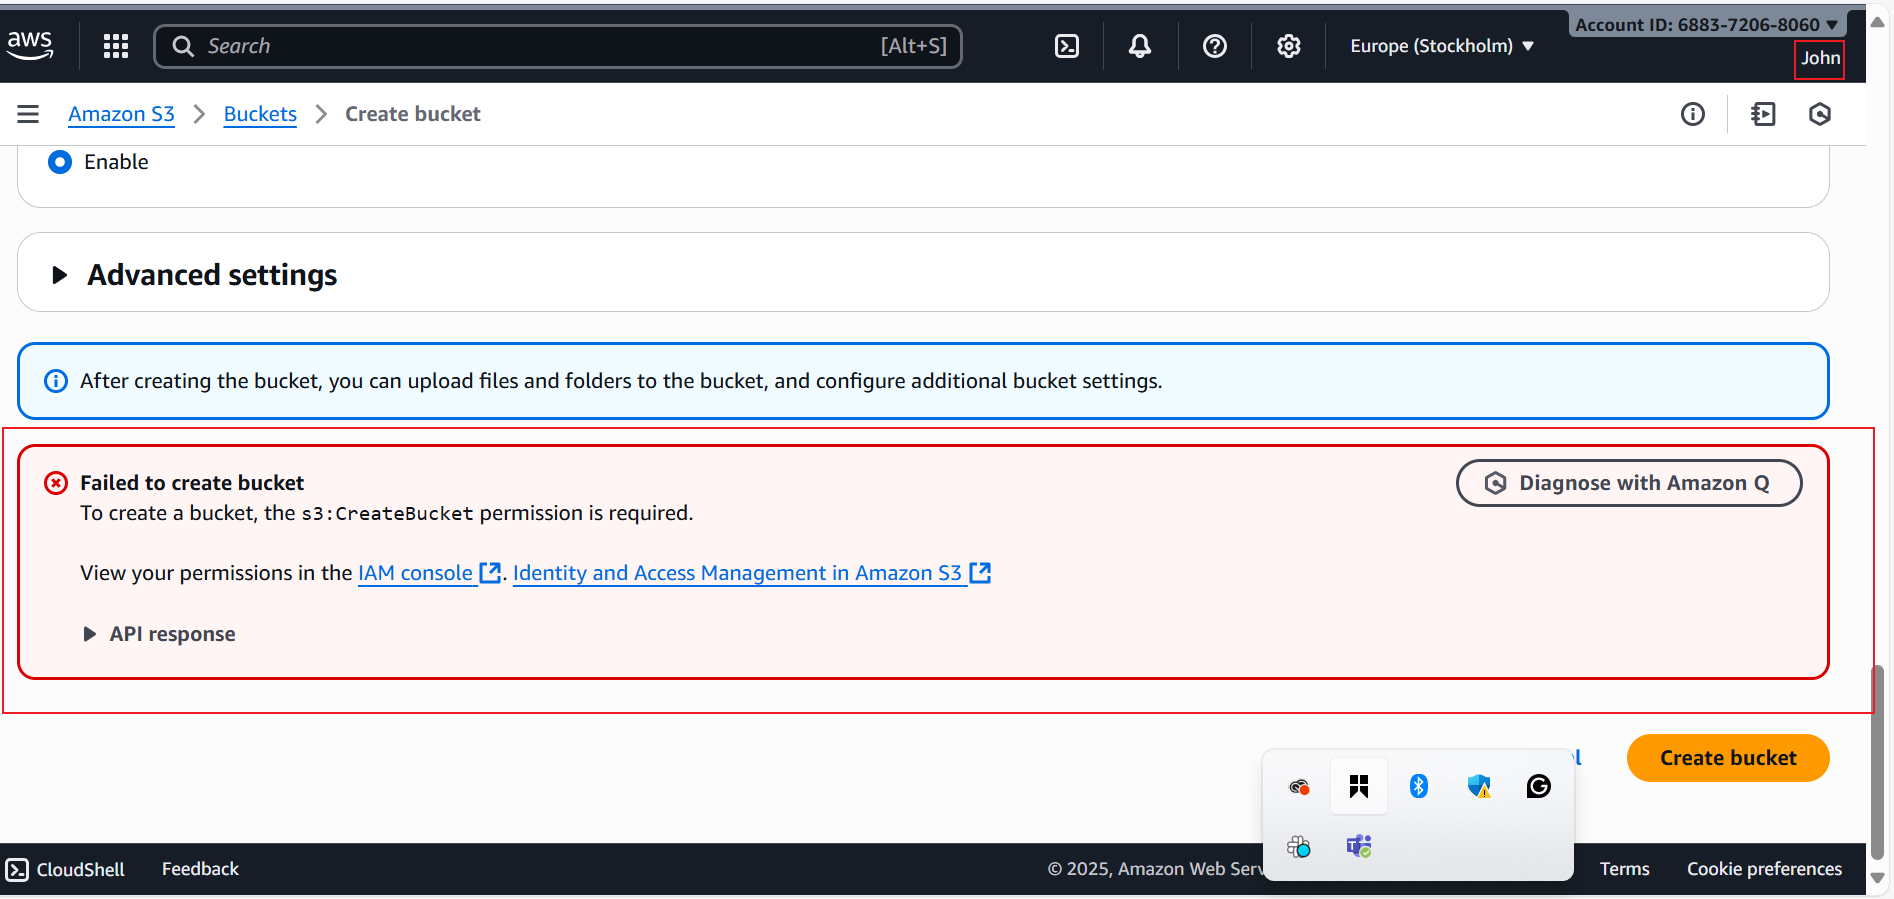 aws
Search
[Alt+S]
Europe (Stockholm)
Account ID: 6883-7206-8060
John
Amazon S3
Buckets
Create bucket
Enable
Advanced settings
After creating the bucket, you can upload files and folders to the bucket, and configure additional bucket settings.
Failed to create bucket
Diagnose with Amazon Q
To create a bucket, the s3:CreateBucket permission is required.
View your permissions in the IAM console. Identity and Access Management in Amazon S3
API response
Create bucket
CloudShell
Feedback
© 2025, Amazon Web
Terms
Cookie preferences